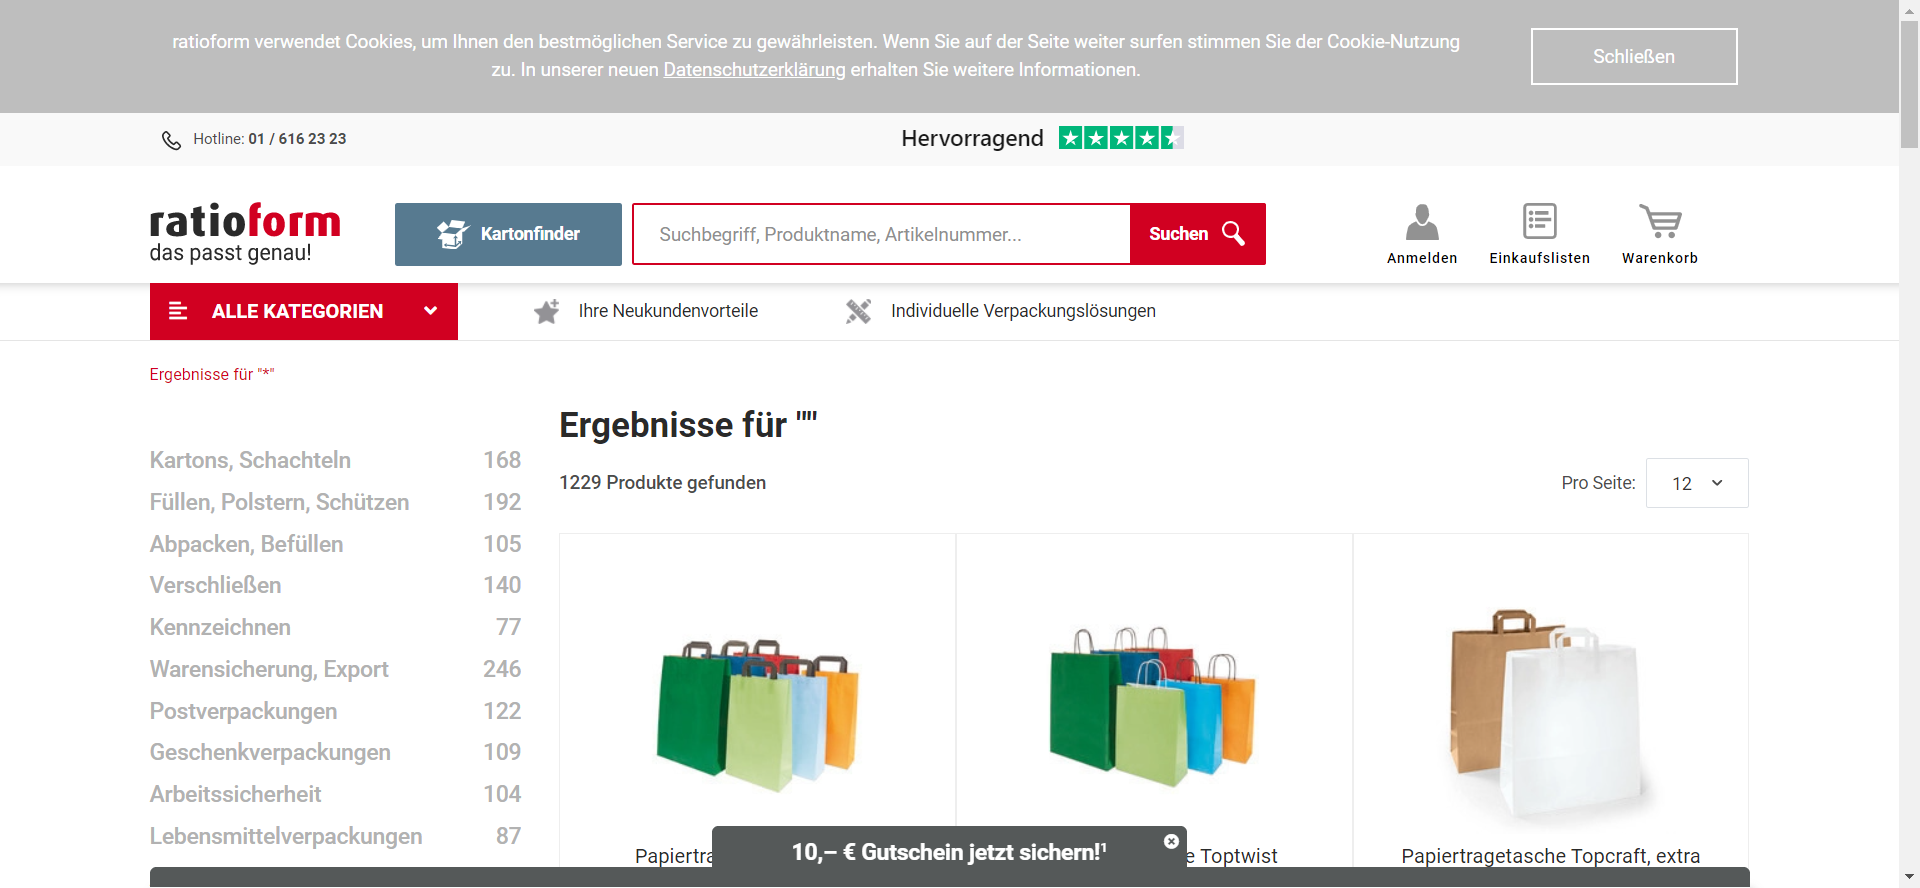 ratioform verwendet Cookies, um Ihnen den bestmöglichen Service zu gewährleisten. Wenn Sie auf der Seite weiter surfen stimmen Sie der Cookie-Nutzung
zu. In unserer neuen Datenschutzerklärung erhalten Sie weitere Informationen.
Schließen
Hotline: 01 / 616 23 23
Hervorragend
ratioform
das passt genau!
Kartonfinder
Suchbegriff, Produktname, Artikelnummer...
Suchen
Anmelden
Einkaufslisten
Warenkorb
ALLE KATEGORIEN
Ihre Neukundenvorteile
Individuelle Verpackungslösungen
Ergebnisse für "*"
Ergebnisse für ""
Kartons, Schachteln 168
Füllen, Polstern, Schützen 192
Abpacken, Befüllen 105
Verschließen 140
Kennzeichnen 77
Warensicherung, Export 246
Postverpackungen 122
Geschenkverpackungen 109
Arbeitssicherheit 104
Lebensmittelverpackungen 87
1229 Produkte gefunden
Pro Seite: 12
Papiertra
e Toptwist
Papiertragetasche Topcraft, extra
10,– € Gutschein jetzt sichern!¹